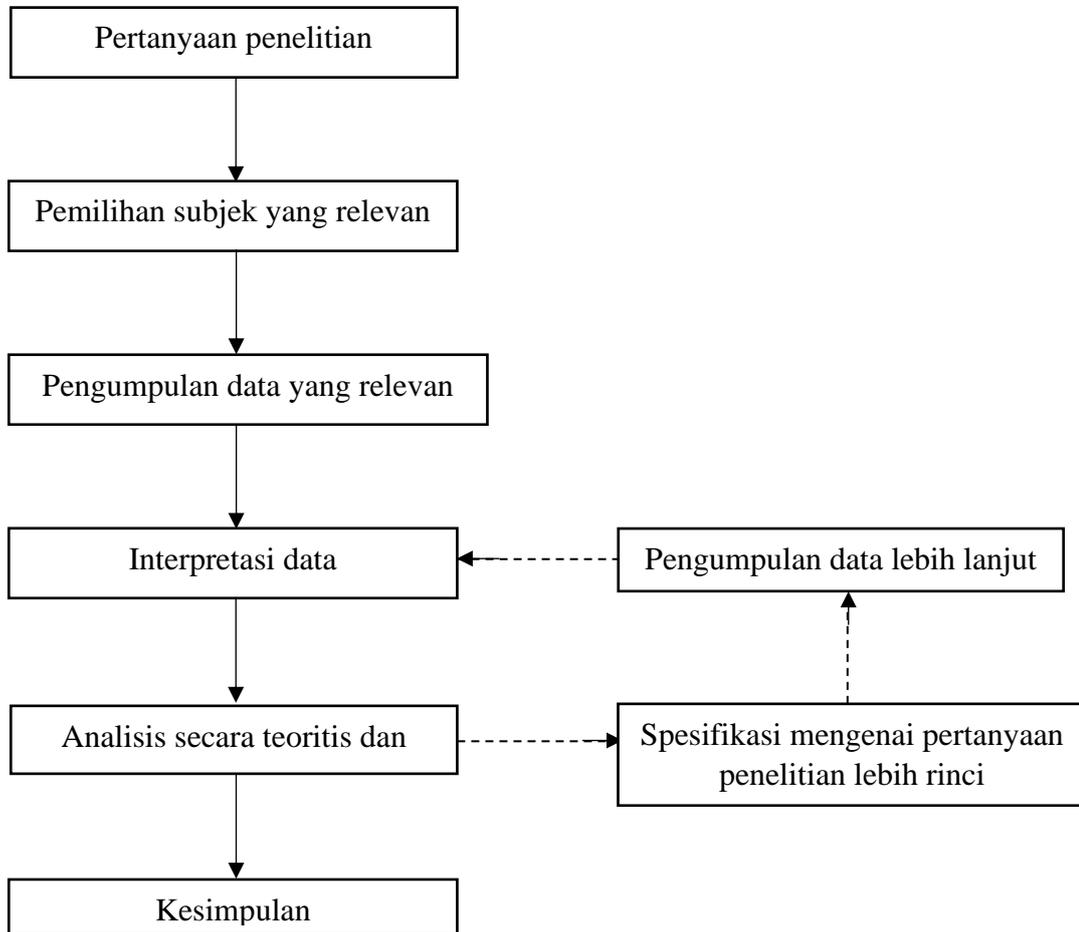 Pertanyaan penelitian
Pemilihan subjek yang relevan
Pengumpulan data yang relevan
Interpretasi data
Pengumpulan data lebih lanjut
Analisis secara teoritis dan
Spesifikasi mengenai pertanyaan
penelitian lebih rinci
Kesimpulan